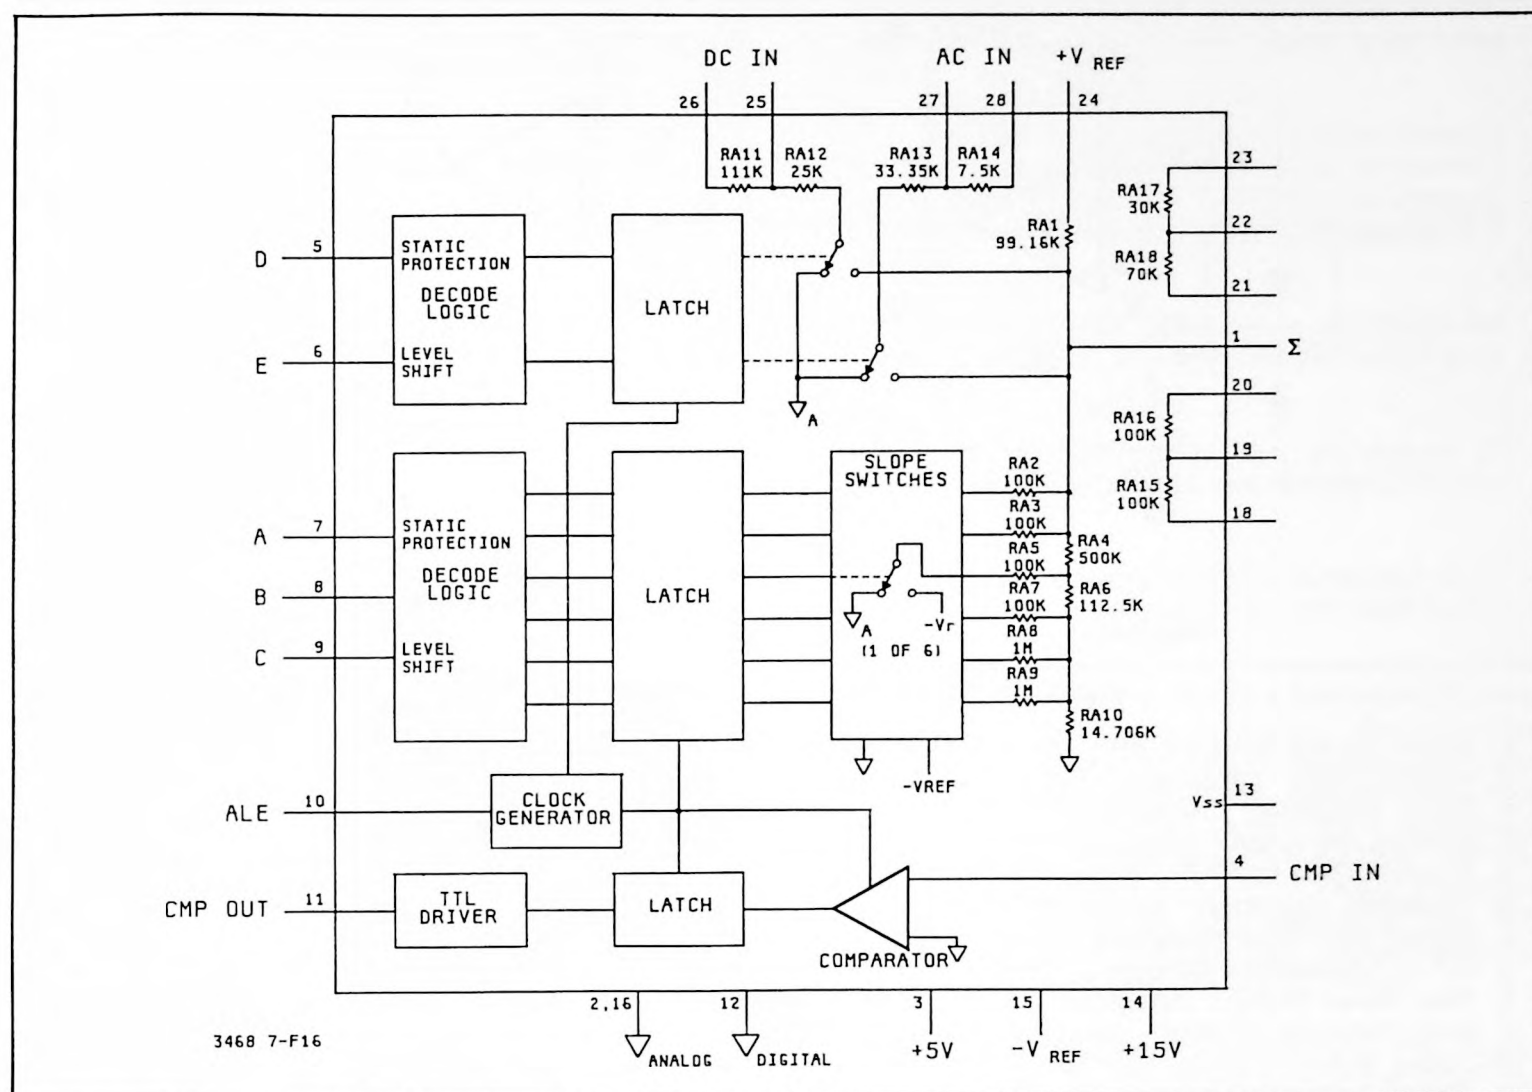 DC IN
AC IN
+V REF
26
25
27
28
24
RA11
111K
RA12
25K
RA13
33.35K
RA14
7.5K
23
RA17
30K
22
RA1
99.16K
RA18
70K
21
D
5
STATIC
PROTECTION
DECODE
LOGIC
LATCH
E
6
LEVEL
SHIFT
1
Σ
A
20
RA16
100K
19
RA15
100K
18
SLOPE
SWITCHES
RA2
100K
RA3
100K
RA4
500K
RA5
100K
RA6
112.5K
RA7
100K
RA8
1M
RA9
1M
RA10
14.706K
A
7
STATIC
PROTECTION
DECODE
LOGIC
B
8
C
9
LEVEL
SHIFT
LATCH
A
-Vr
(1 OF 6)
-VREF
ALE
10
CLOCK
GENERATOR
13
Vss
4
CMP IN
CMP OUT
11
TTL
DRIVER
LATCH
COMPARATOR
2,16
12
3
15
14
ANALOG
DIGITAL
+5V
-V REF
+15V
3468 7-F16